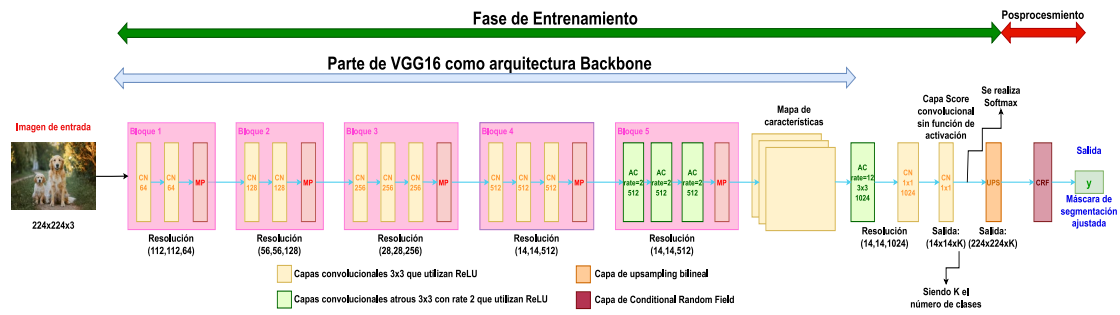 Fase de Entrenamiento
Posprocesmiento
Parte de VGG16 como arquitectura Backbone
Imagen de entrada
224x224x3
Bloque 1
CN
64
CN
64
MP
Resolución
(112,112,64)
Bloque 2
CN
128
CN
128
MP
Resolución
(56,56,128)
Bloque 3
CN
256
CN
256
CN
256
MP
Resolución
(28,28,256)
Bloque 4
CN
512
CN
512
CN
512
MP
Resolución
(14,14,512)
Bloque 5
AC
rate=2
512
AC
rate=2
512
AC
rate=2
512
MP
Resolución
(14,14,512)
Mapa de
características
AC
rate=12
3x3
1024
CN
1x1
1024
Resolución
(14,14,1024)
Capa Score
convolucional
sin función de
activación
CN
1x1
Salida:
(14x14xK)
Siendo K el
número de clases
Se realiza
Softmax
UPS
Salida:
(224x224xK)
CRF
Salida
y
Máscara de
segmentación
ajustada
Capas convolucionales 3x3 que utilizan ReLU
Capas convolucionales atrous 3x3 con rate 2 que utilizan ReLU
Capa de upsampling bilineal
Capa de Conditional Random Field